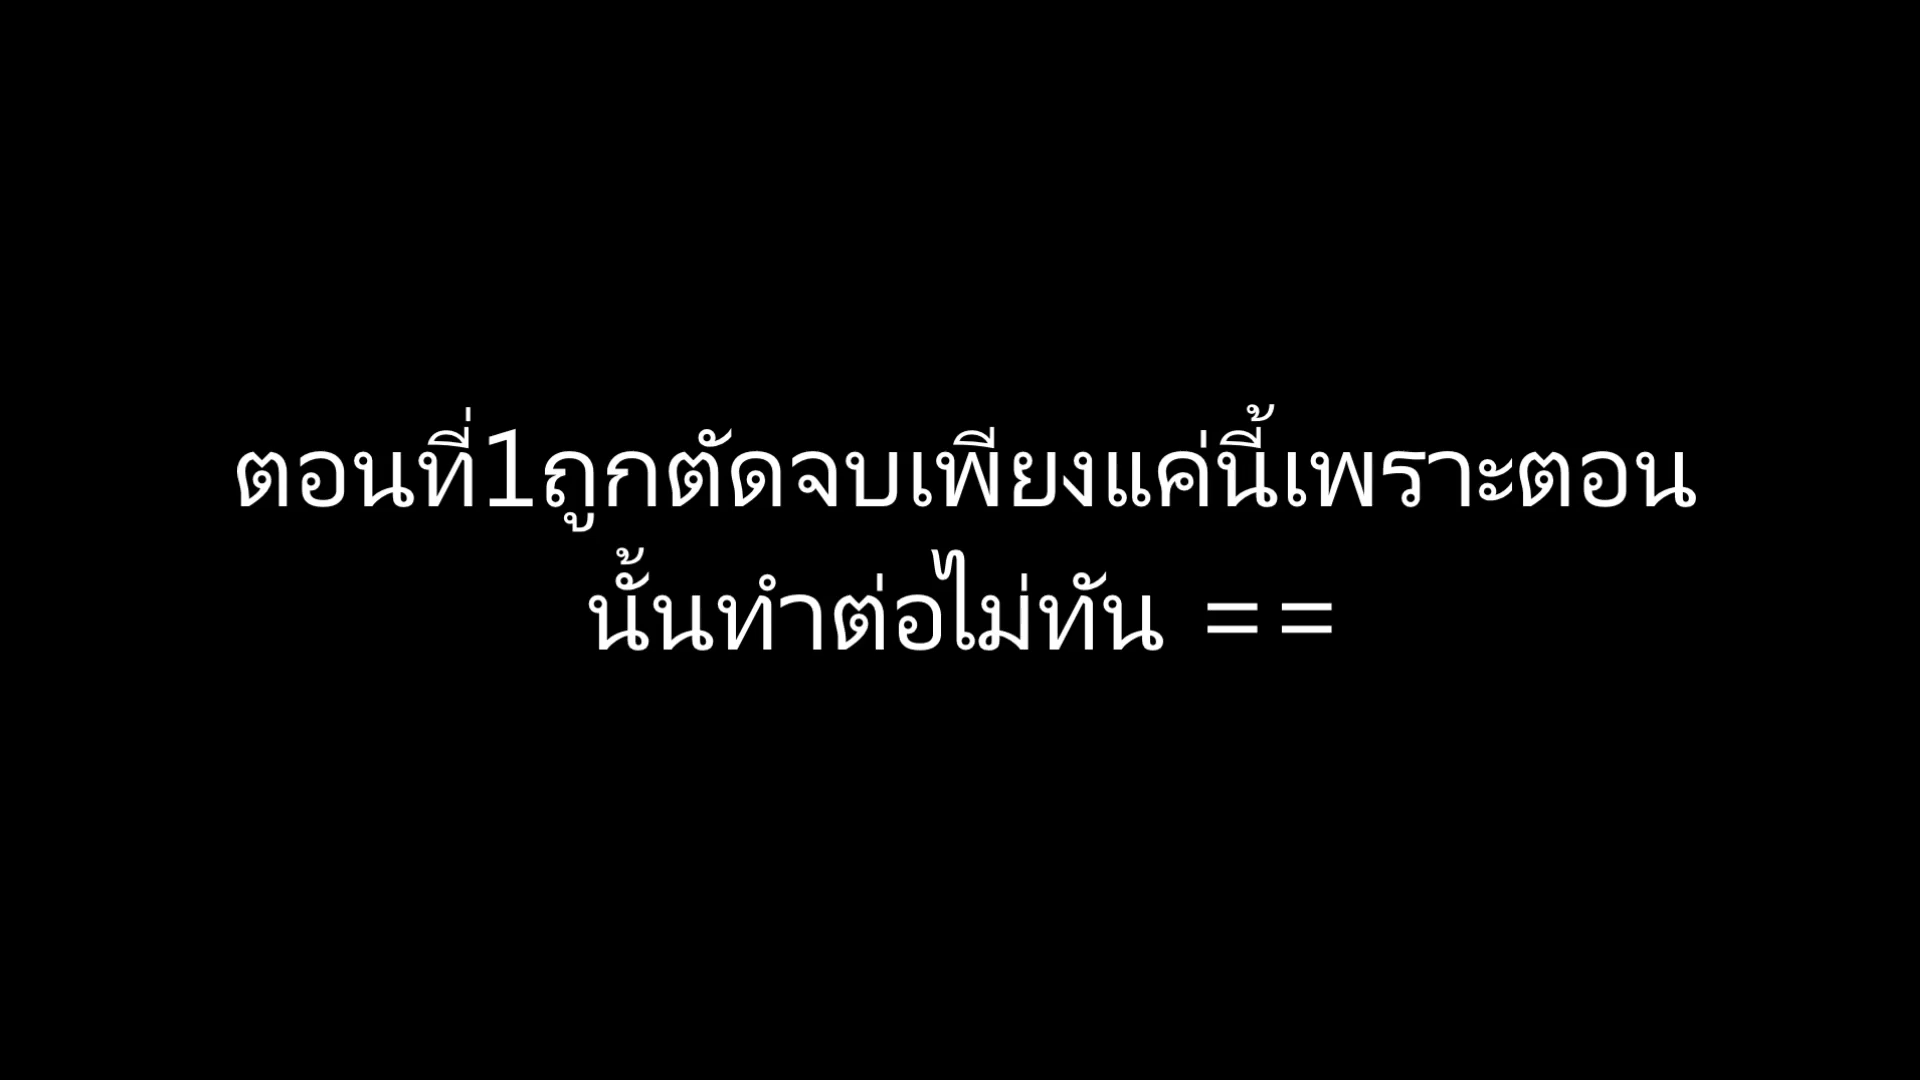 ตอนที่1ถูกตัดจบเพียงแค่นี้เพราะตอน
นั้นทำต่อไม่ทัน ==